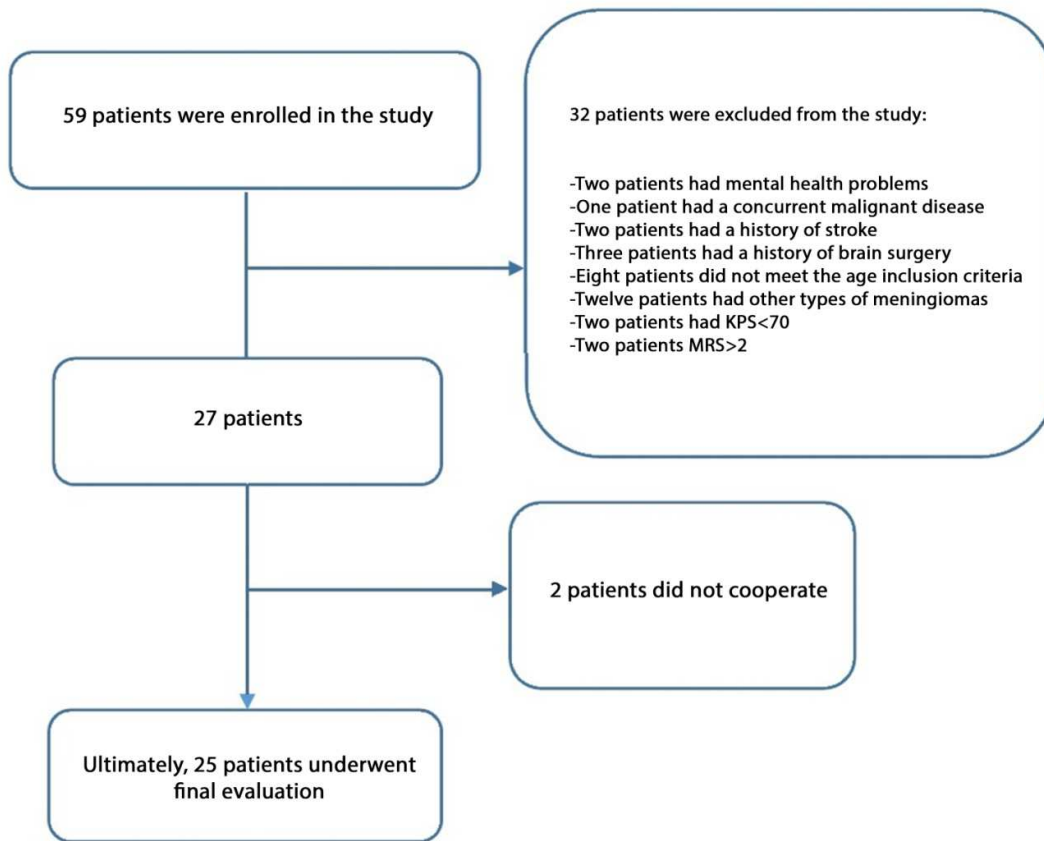 59 patients were enrolled in the study
32 patients were excluded from the study:
-Two patients had mental health problems
-One patient had a concurrent malignant disease
-Two patients had a history of stroke
-Three patients had a history of brain surgery
-Eight patients did not meet the age inclusion criteria
-Twelve patients had other types of meningiomas
-Two patients had KPS<70
-Two patients MRS>2
27 patients
2 patients did not cooperate
Ultimately, 25 patients underwent
final evaluation